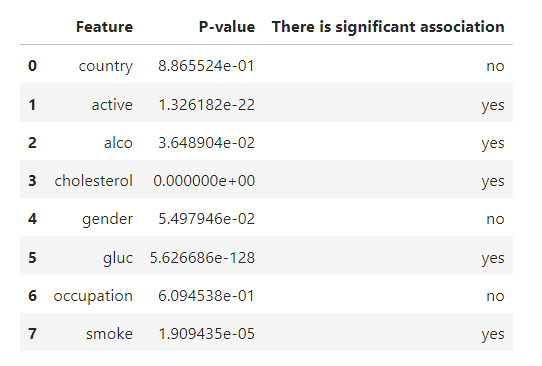 Feature P-value There is significant association
0 country 8.865524e-01 no
1 active 1.326182e-22 yes
2 alco 3.648904e-02 yes
3 cholesterol 0.000000e+00 yes
4 gender 5.497946e-02 no
5 gluc 5.626686e-128 yes
6 occupation 6.094538e-01 no
7 smoke 1.909435e-05 yes